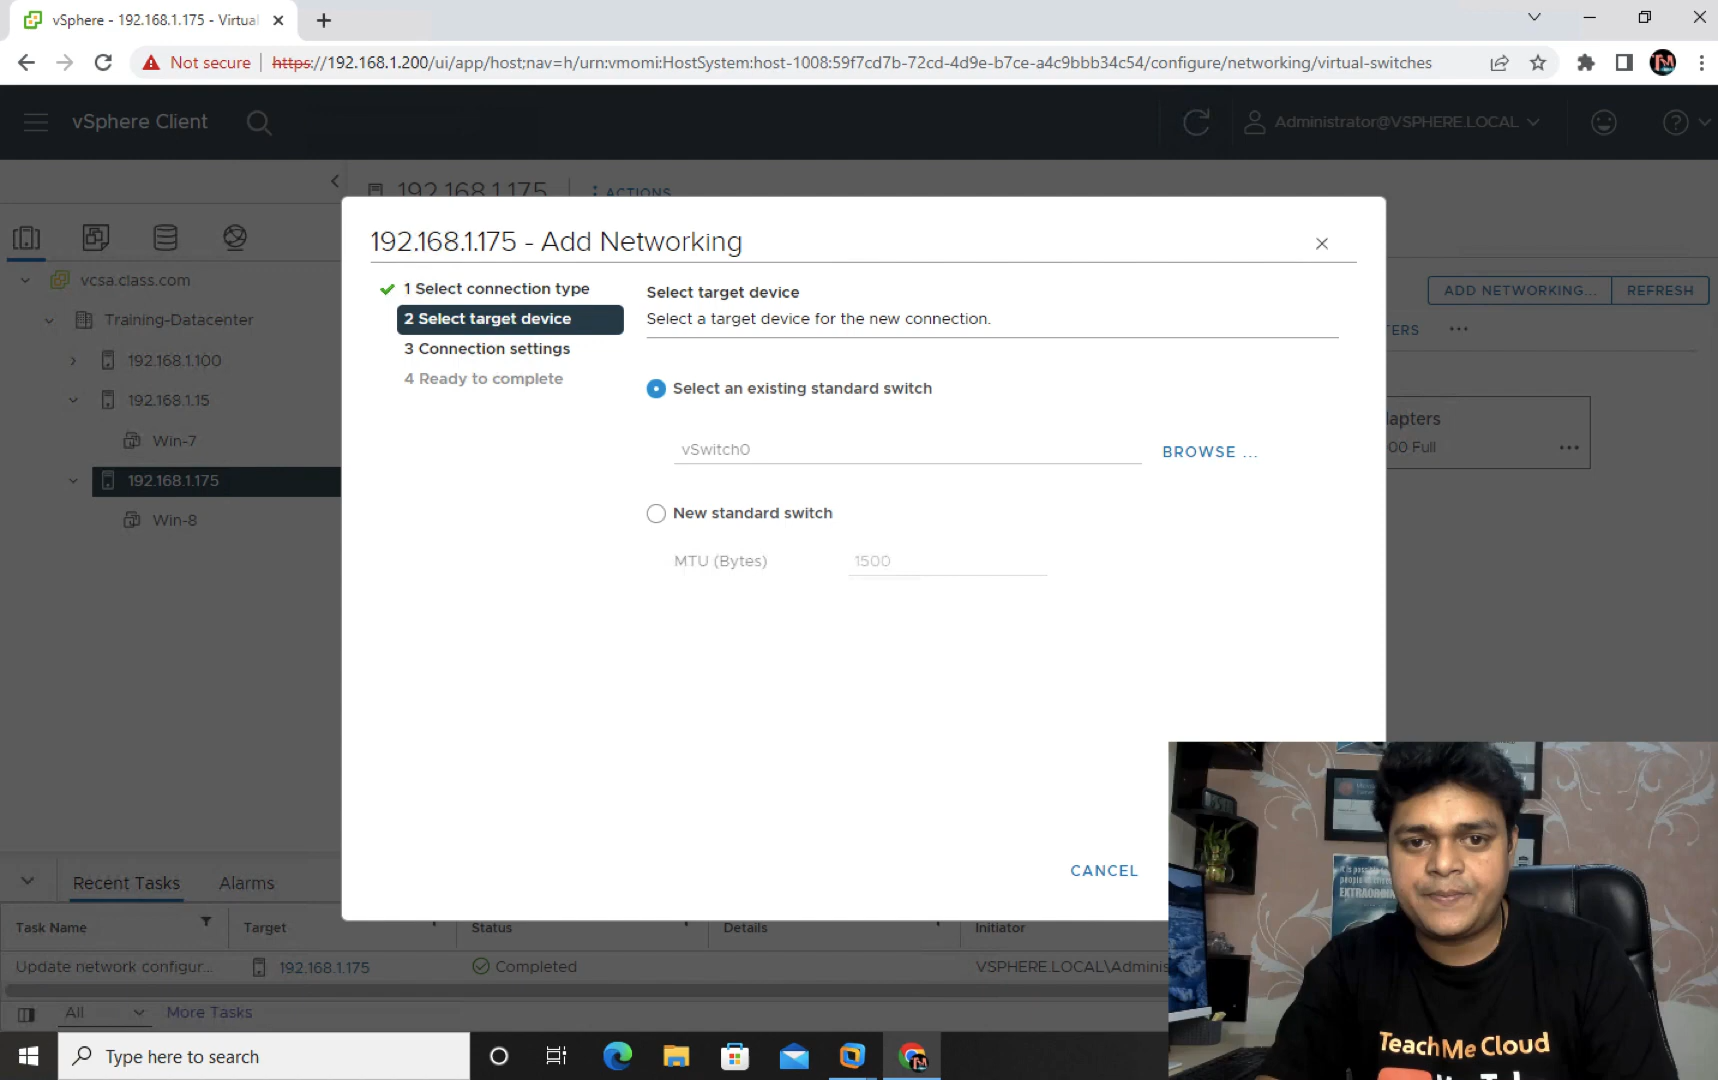 vSphere - 192.168.1.175 - Virtual
Not secure
https://192.168.1.200/ui/app/host;nav=h/urn:vmomi:HostSystem:host-1008:59f7cd7b-72cd-4d9e-b7ce-a4c9bbb34c54/configure/networking/virtual-switches
vSphere Client
Administrator@VSPHERE.LOCAL
192.168.1.175
ACTIONS
192.168.1.175 - Add Networking
vcsa.class.com
Training-Datacenter
192.168.1.100
192.168.1.15
Win-7
192.168.1.175
Win-8
1 Select connection type
2 Select target device
3 Connection settings
4 Ready to complete
Select target device
Select a target device for the new connection.
Select an existing standard switch
vSwitch0
BROWSE ...
New standard switch
MTU (Bytes)
1500
CANCEL
ADD NETWORKING...
REFRESH
TERS
lapters
00 Full
Recent Tasks
Alarms
Task Name
Target
Status
Details
Initiator
Update network configur...
192.168.1.175
Completed
VSPHERE.LOCAL\Adminis
All
More Tasks
Type here to search
EXTRAORDIN
TeachMe Cloud